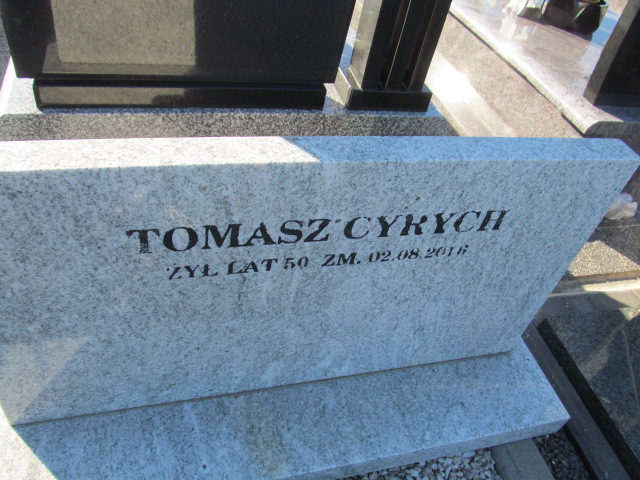 TOMASZ CYRYCH
ŻYŁ LAT 50 ZM. 02.08.2016